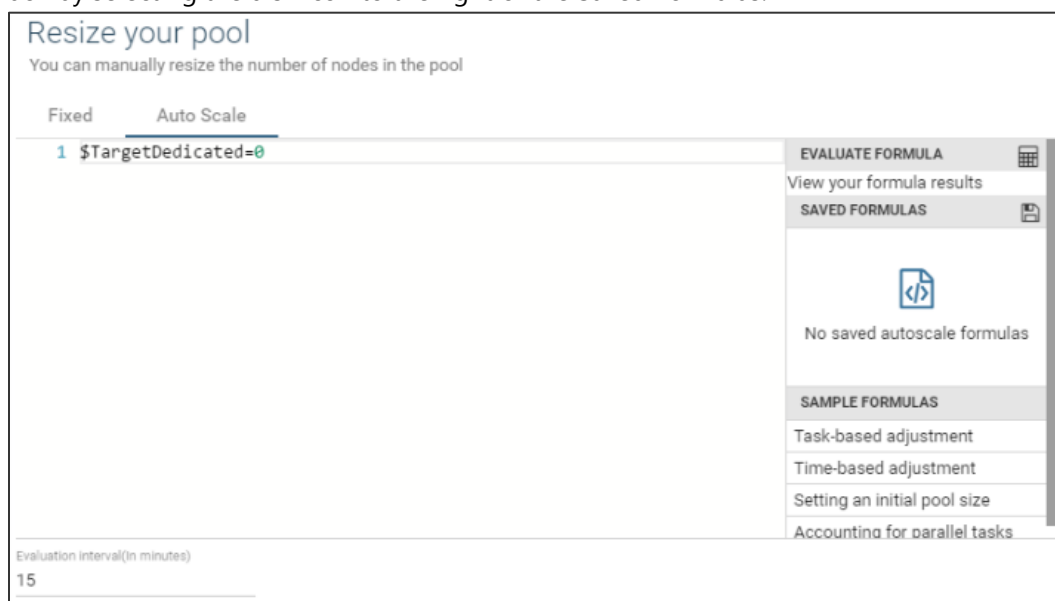 Resize your pool
You can manually resize the number of nodes in the pool
Fixed Auto Scale
1 $TargetDedicated=0
EVALUATE FORMULA
View your formula results
SAVED FORMULAS
No saved autoscale formulas
SAMPLE FORMULAS
Task-based adjustment
Time-based adjustment
Setting an initial pool size
Accounting for parallel tasks
Evaluation interval(In minutes)
15